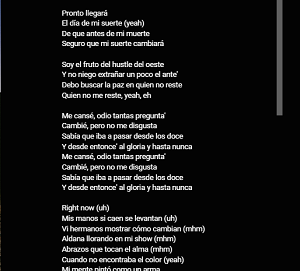 Pronto llegará
El día de mi suerte (yeah)
De que antes de mi muerte
Seguro que mi suerte cambiará
Soy el fruto del hustle del oeste
Y no niego extrañar un poco el ante'
Debo buscar la paz en quien no reste
Quien no me reste, yeah, eh
Me cansé, odio tantas pregunta'
Cambié, pero no me disgusta
Sabía que iba a pasar desde los doce
Y desde entonce' al gloria y hasta nunca
Me cansé, odio tantas pregunta'
Cambié, pero no me disgusta
Sabía que iba a pasar desde los doce
Y desde entonce' al gloria y hasta nunca
Right now (uh)
Mis manos si caen se levantan (uh)
Vi hermanos mostrar cómo cambian (mhm)
Aldana llorando en mi show (mhm)
Abrazos que tocan el alma (mhm)
Cuando no encontraba el color (yeah)
Mi mente pintó como un arma